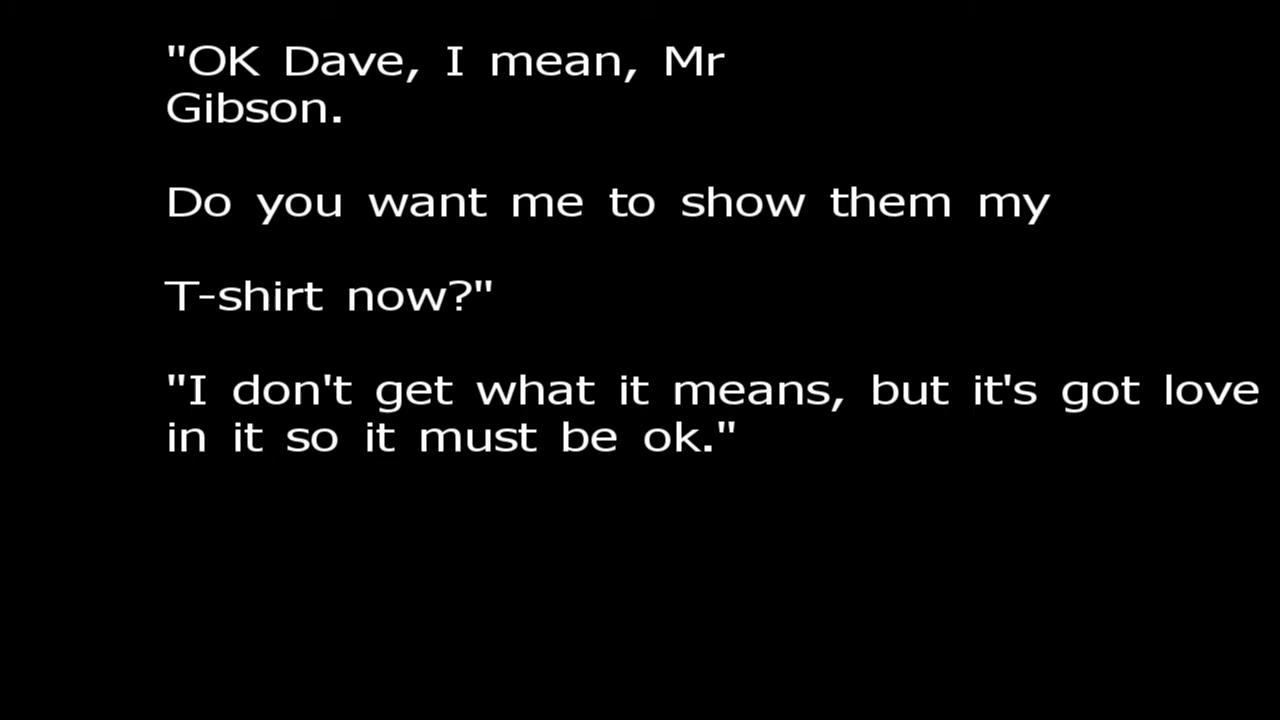 "OK Dave, I mean, Mr
Gibson.
Do you want me to show them my
T-shirt now?"
"I don't get what it means, but it's got love
in it so it must be ok."